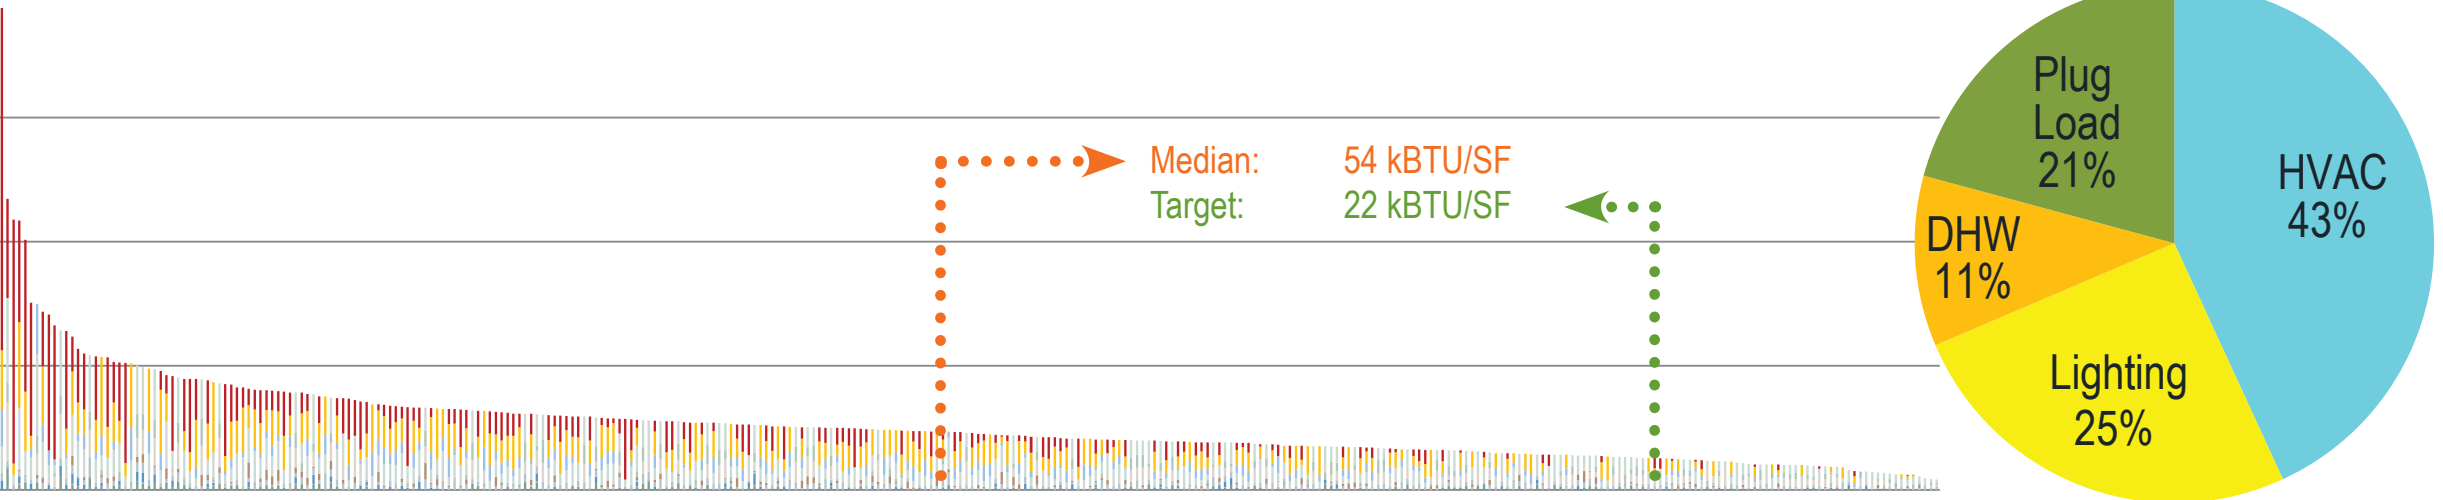 Median: 54 kBTU/SF
Target: 22 kBTU/SF
Plug
Load
21%
HVAC
43%
DHW
11%
Lighting
25%